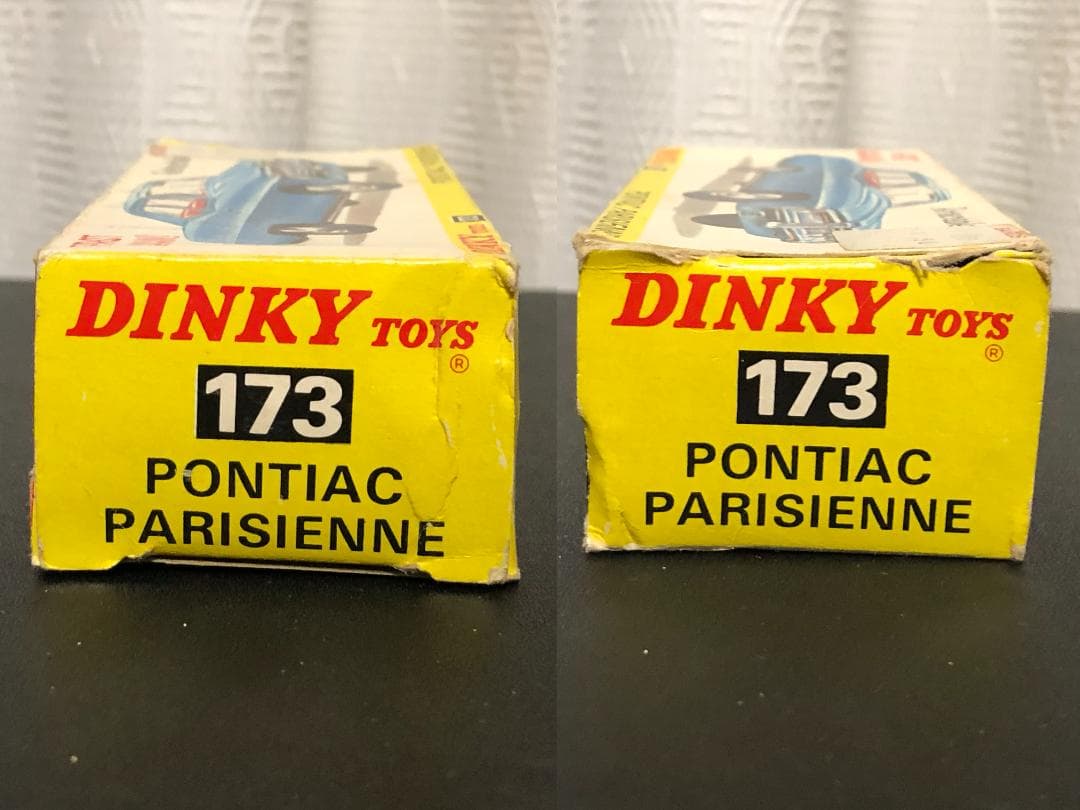 DINKY TOYS®
173
PONTIAC
PARISIENNE
DINKY TOYS®
173
PONTIAC
PARISIENNE